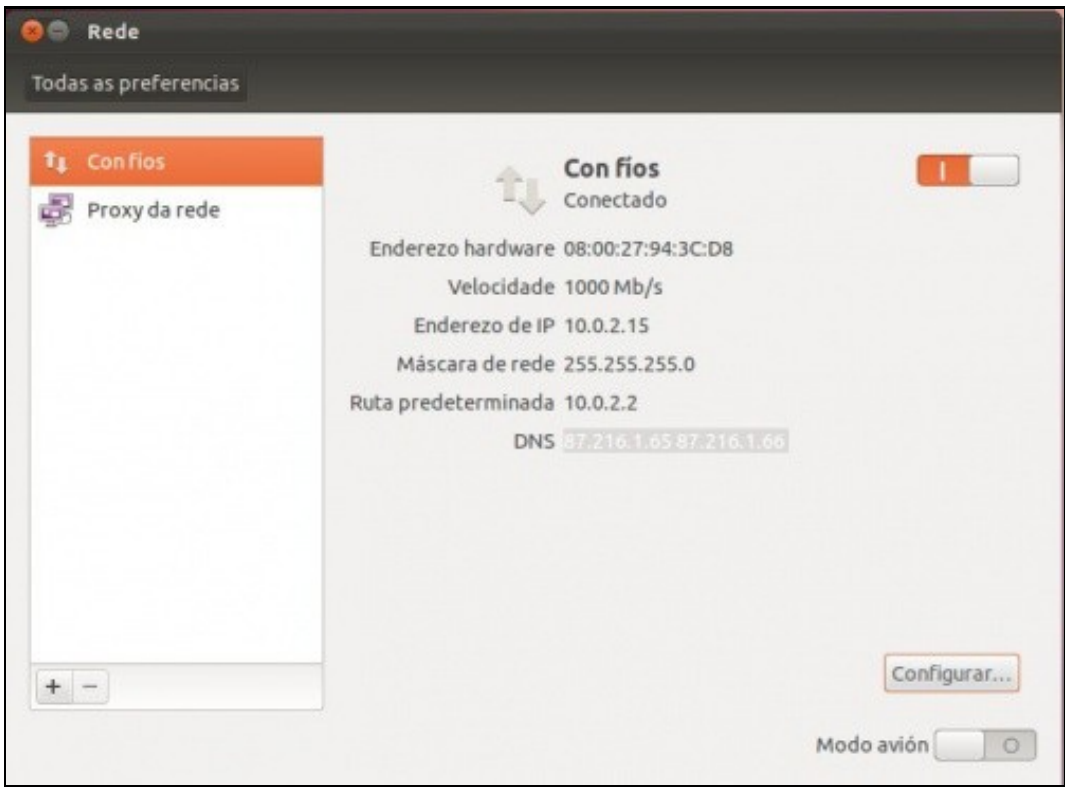 Rede
Todas as preferencias
Con fíos
Proxy da rede
Con fíos
Conectado
Enderezo hardware 08:00:27:94:3C:D8
Velocidade 1000 Mb/s
Enderezo de IP 10.0.2.15
Máscara de rede 255.255.255.0
Ruta predeterminada 10.0.2.2
DNS 87.216.1.65 87.216.1.66
Configurar...
Modo avión